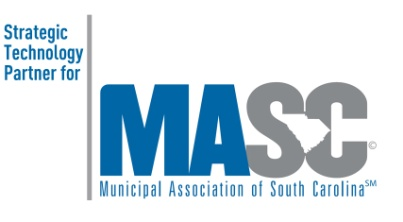 Strategic
Technology
Partner for
MASC©
Municipal Association of South Carolina℠